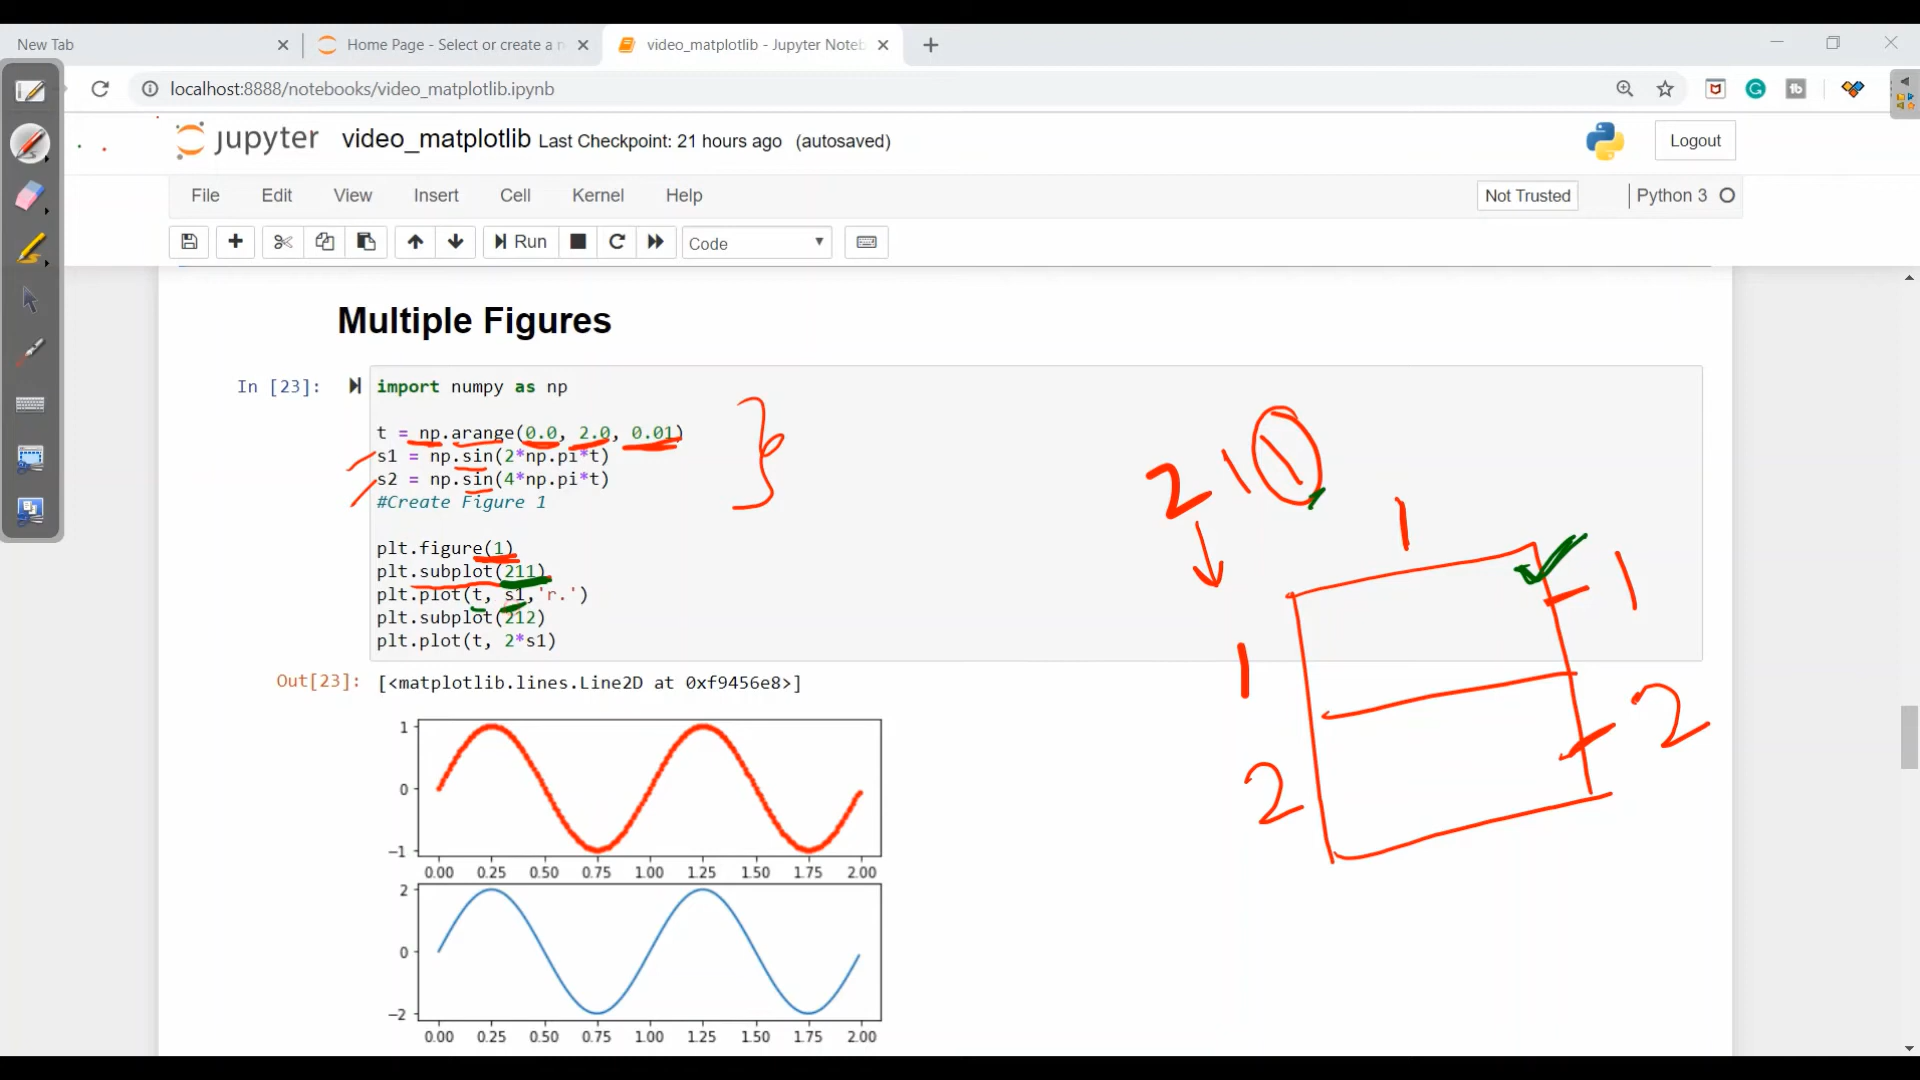 New Tab
Home Page - Select or create a n
video_matplotlib - Jupyter Noteb
localhost:8888/notebooks/video_matplotlib.ipynb
jupyter video_matplotlib Last Checkpoint: 21 hours ago (autosaved)
Logout
File Edit View Insert Cell Kernel Help
Not Trusted
Python 3
Run
Code
Multiple Figures
In [23]:
import numpy as np
t = np.arange(0.0, 2.0, 0.01)
s1 = np.sin(2*np.pi*t)
s2 = np.sin(4*np.pi*t)
#Create Figure 1
plt.figure(1)
plt.subplot(211)
plt.plot(t, s1,'r.')
plt.subplot(212)
plt.plot(t, 2*s1)
2 1 1
1
1
1
2
2
Out[23]: [<matplotlib.lines.Line2D at 0xf9456e8>]
1
0
−1
0.00 0.25 0.50 0.75 1.00 1.25 1.50 1.75 2.00
2
0
−2
0.00 0.25 0.50 0.75 1.00 1.25 1.50 1.75 2.00